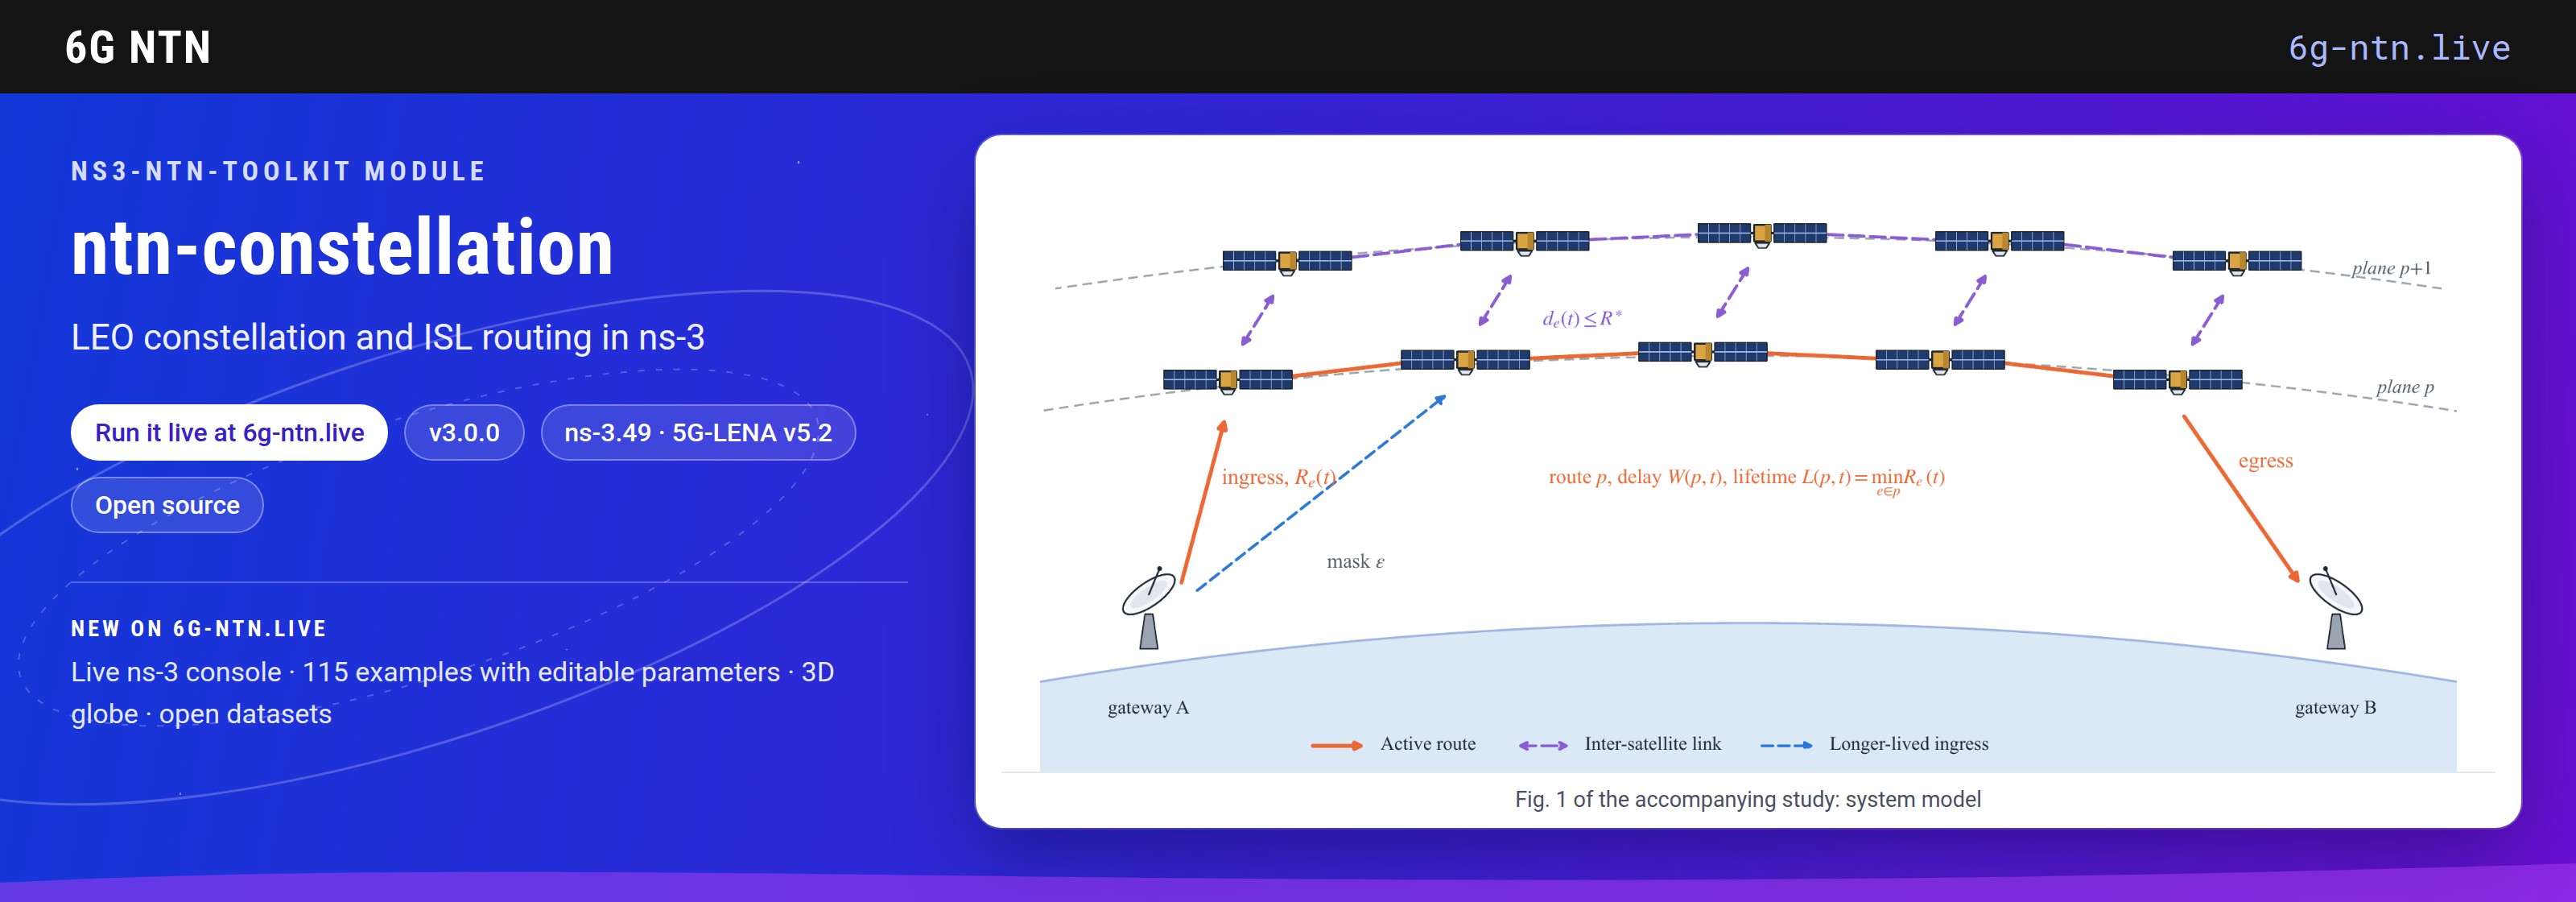 6G NTN
6g-ntn.live
NS3-NTN-TOOLKIT MODULE
ntn-constellation
LEO constellation and ISL routing in ns-3
Run it live at 6g-ntn.live
v3.0.0
ns-3.49 · 5G-LENA v5.2
Open source
NEW ON 6G-NTN.LIVE
Live ns-3 console · 115 examples with editable parameters · 3D
globe · open datasets
plane p+1
d_e(t) ≤ R*
plane p
ingress, R_e(t)
route p, delay W(p, t), lifetime L(p, t) = min_{e∈p} R_e (t)
egress
mask ε
gateway A
gateway B
Active route
Inter-satellite link
Longer-lived ingress
Fig. 1 of the accompanying study: system model